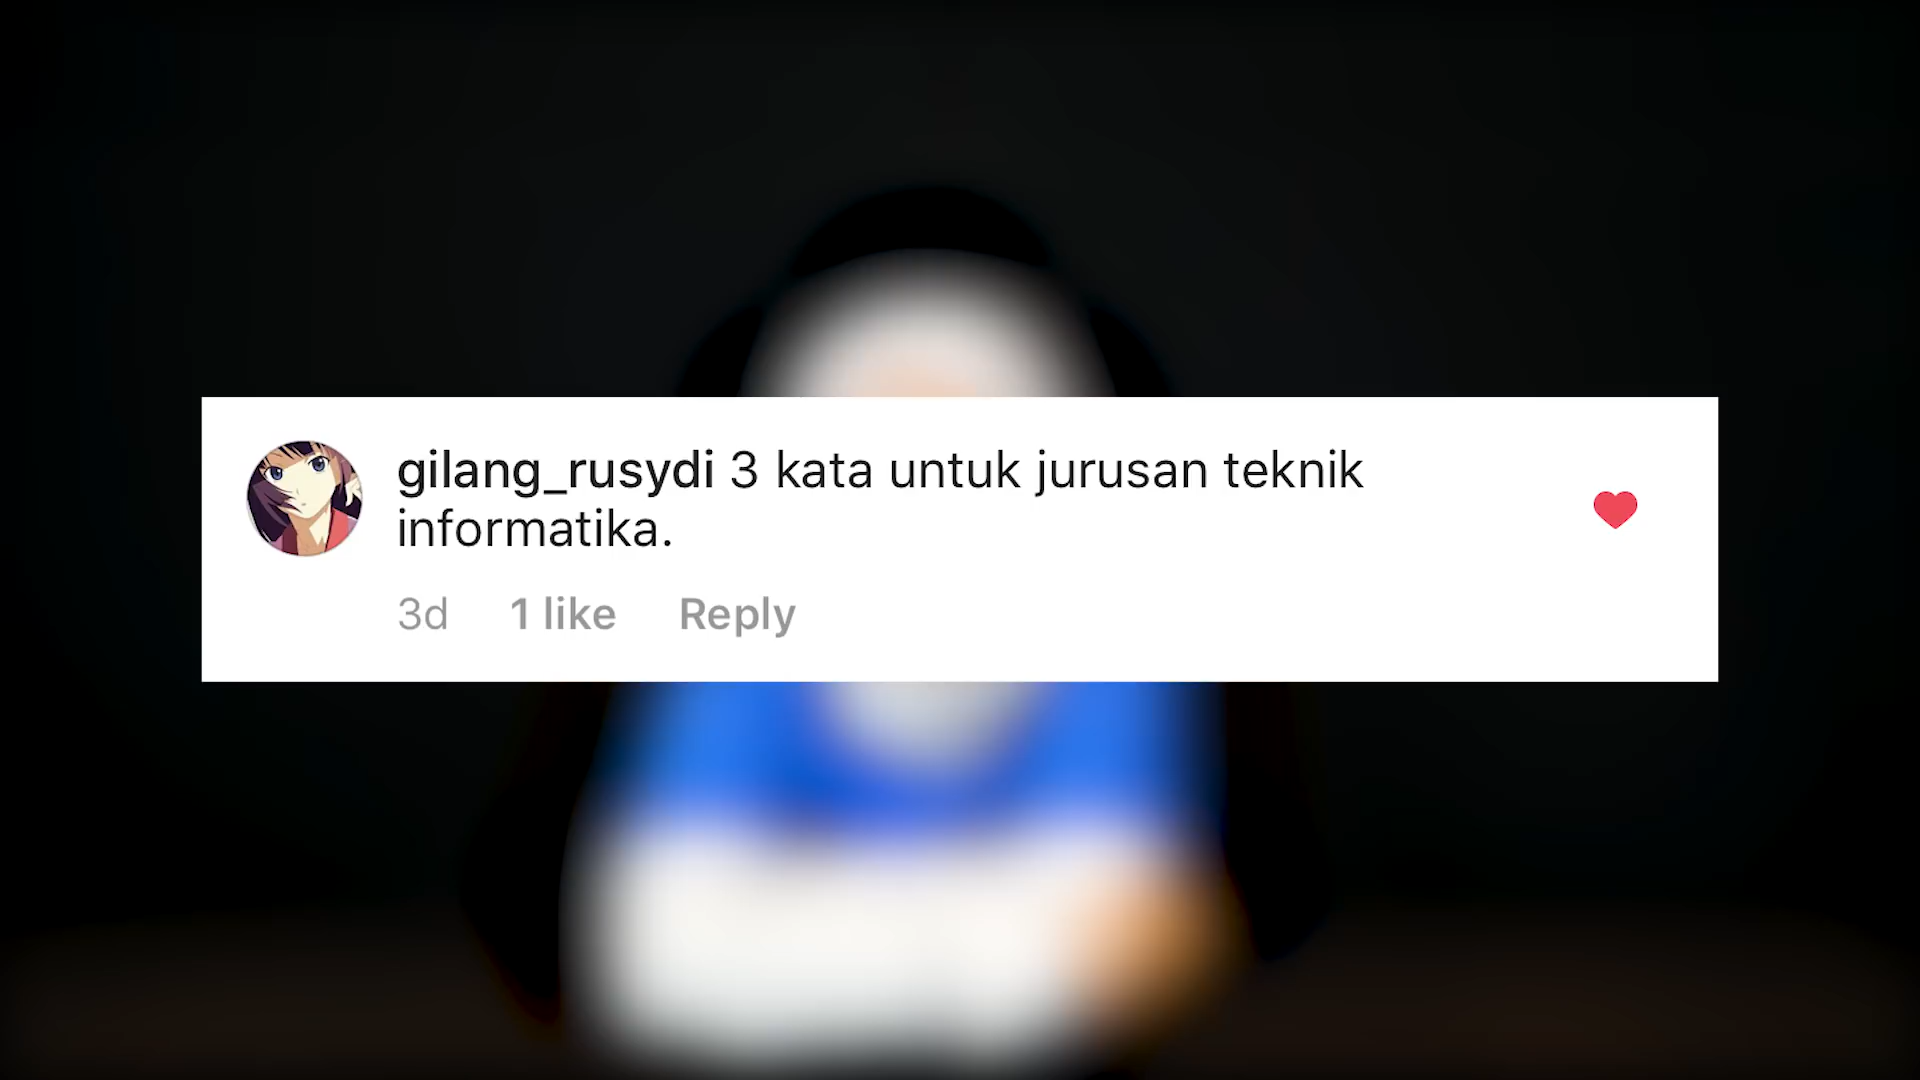 gilang_rusydi 3 kata untuk jurusan teknik
informatika.
3d 1 like Reply